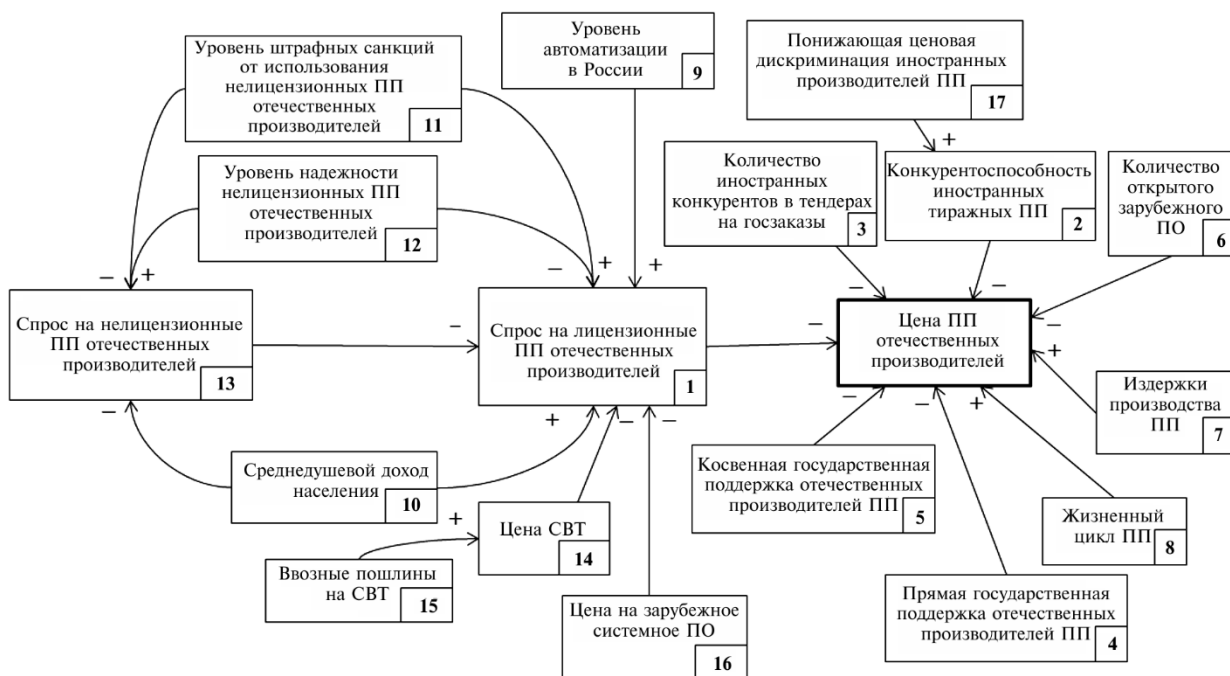 Уровень штрафных санкций
от использования
нелицензионных ПП
отечественных
производителей
11
Уровень
автоматизации
в России
9
Понижающая ценовая
дискриминация иностранных
производителей ПП
17
+
Уровень надежности
нелицензионных ПП
отечественных
производителей
12
Количество
иностранных
конкурентов в тендерах
на госзаказы
3
Конкурентоспособность
иностранных
тиражных ПП
2
Количество
открытого
зарубежного
ПО
6
− +
− + +
− − −
Спрос на нелицензионные
ПП отечественных
производителей
13
−
Спрос на лицензионные
ПП отечественных
производителей
1
−
Цена ПП
отечественных
производителей
+
− + − −
− − +
Издержки
производства
ПП
7
Среднедушевой доход
населения
10
Косвенная государственная
поддержка отечественных
производителей ПП
5
+
Цена СВТ
14
Жизненный
цикл ПП
8
Ввозные пошлины
на СВТ
15
Цена на зарубежное
системное ПО
16
Прямая государственная
поддержка отечественных
производителей ПП
4